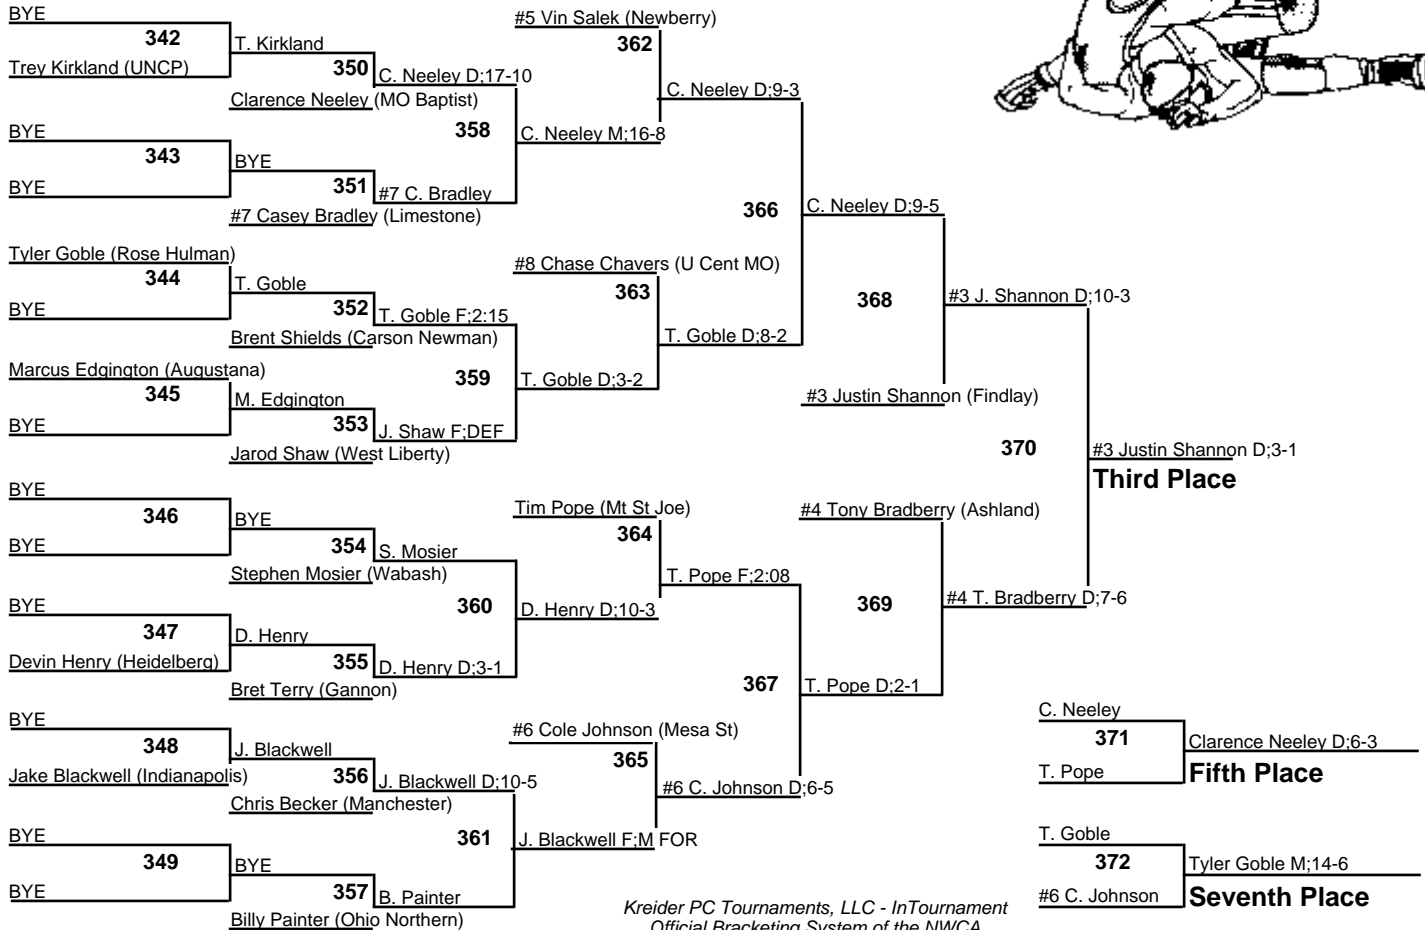 BYE
342
Trey Kirkland (UNCP)
T. Kirkland
350
Clarence Neeley (MO Baptist)
C. Neeley D;17-10
BYE
343
BYE
BYE
351
#7 Casey Bradley (Limestone)
#7 C. Bradley
358
C. Neeley M;16-8
#5 Vin Salek (Newberry)
362
C. Neeley D;9-3
Tyler Goble (Rose Hulman)
344
BYE
T. Goble
352
Brent Shields (Carson Newman)
T. Goble F;2:15
Marcus Edgington (Augustana)
345
BYE
M. Edgington
353
Jarod Shaw (West Liberty)
J. Shaw F;DEF
359
T. Goble D;3-2
#8 Chase Chavers (U Cent MO)
363
T. Goble D;8-2
366
C. Neeley D;9-5
368
#3 Justin Shannon (Findlay)
#3 J. Shannon D;10-3
BYE
346
BYE
BYE
354
Stephen Mosier (Wabash)
S. Mosier
BYE
347
Devin Henry (Heidelberg)
D. Henry
355
Bret Terry (Gannon)
D. Henry D;3-1
360
D. Henry D;10-3
Tim Pope (Mt St Joe)
364
T. Pope F;2:08
BYE
348
Jake Blackwell (Indianapolis)
J. Blackwell
356
Chris Becker (Manchester)
J. Blackwell D;10-5
BYE
349
BYE
BYE
357
Billy Painter (Ohio Northern)
B. Painter
361
J. Blackwell F;M FOR
#6 Cole Johnson (Mesa St)
365
#6 C. Johnson D;6-5
367
T. Pope D;2-1
#4 Tony Bradberry (Ashland)
369
#4 T. Bradberry D;7-6
370
#3 Justin Shannon D;3-1
Third Place
C. Neeley
371
T. Pope
Clarence Neeley D;6-3
Fifth Place
T. Goble
372
#6 C. Johnson
Tyler Goble M;14-6
Seventh Place
Kreider PC Tournaments, LLC - InTournament
Official Bracketing System of the NWCA